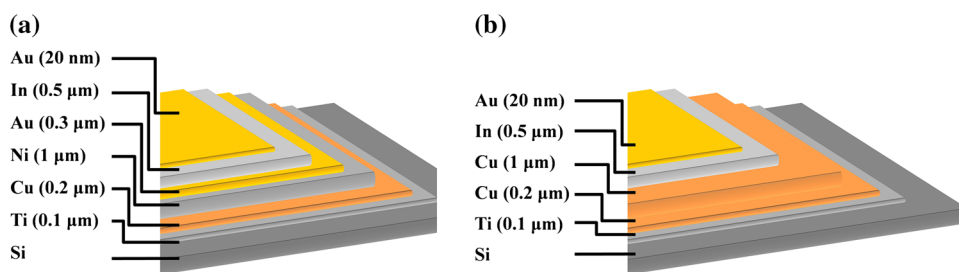 (a)
Au (20 nm)
In (0.5 µm)
Au (0.3 µm)
Ni (1 µm)
Cu (0.2 µm)
Ti (0.1 µm)
Si
(b)
Au (20 nm)
In (0.5 µm)
Cu (1 µm)
Cu (0.2 µm)
Ti (0.1 µm)
Si